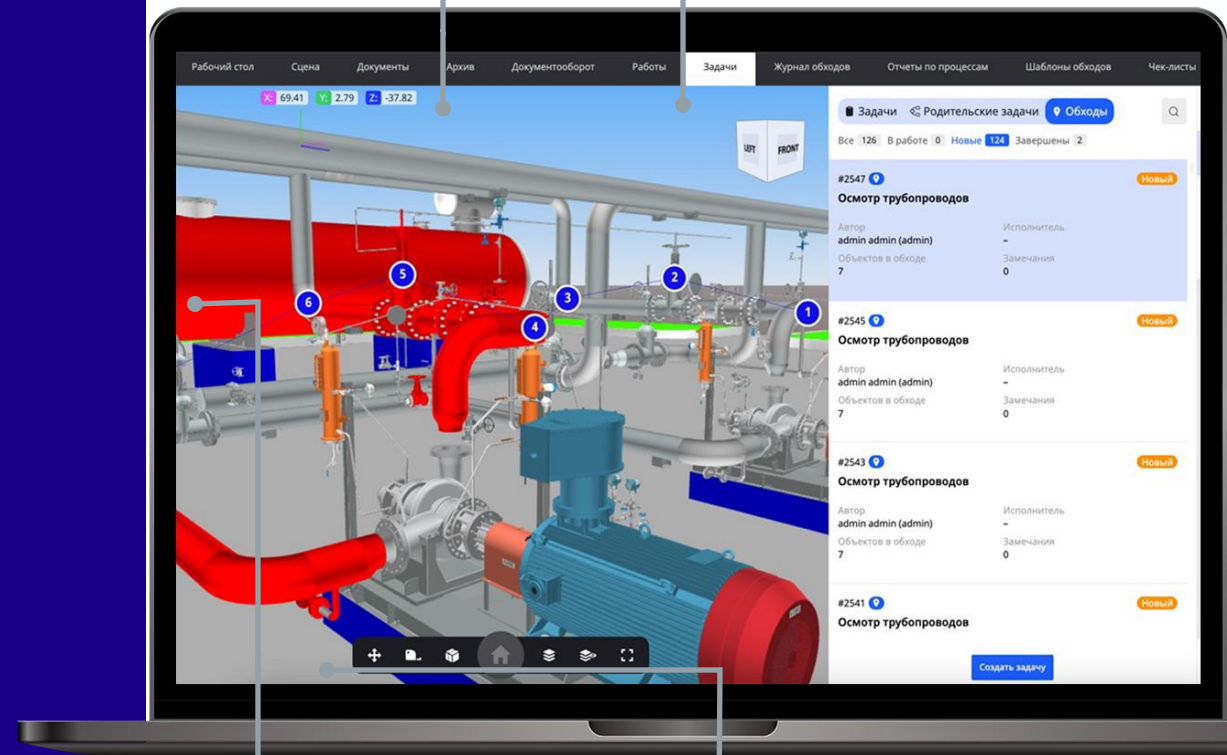 Рабочий стол Сцена Документы Архив Документооборот Работы Задачи Журнал обходов Отчеты по процессам Шаблоны обходов Чек-листы
X: 69.41 Y: 2.79 Z: -37.82
LEFT FRONT
5
6
3
2
1
4
Задачи Родительские задачи Обходы
Все 126 В работе 0 Новые 124 Завершены 2
#2547 Новый
Осмотр трубопроводов
Автор Исполнитель
admin admin (admin) –
Объектов в обходе Замечания
7 0
#2545 Новый
Осмотр трубопроводов
Автор Исполнитель
admin admin (admin) –
Объектов в обходе Замечания
7 0
#2543 Новый
Осмотр трубопроводов
Автор Исполнитель
admin admin (admin) –
Объектов в обходе Замечания
7 0
#2541 Новый
Осмотр трубопроводов
Создать задачу